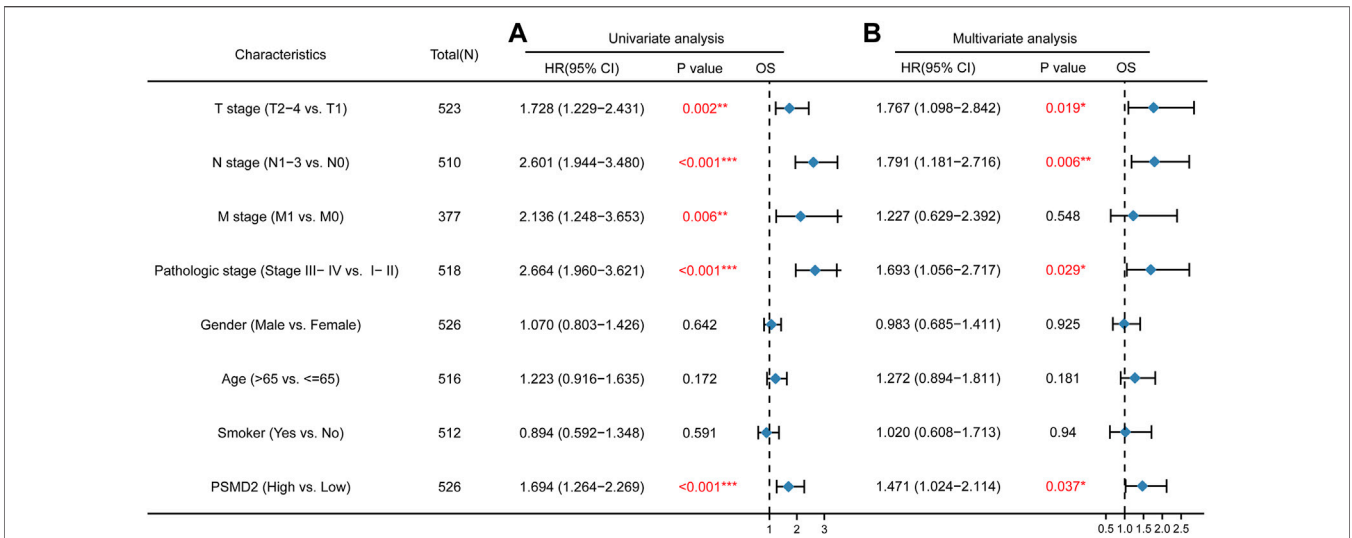 A Univariate analysis B Multivariate analysis
Characteristics Total(N) HR(95% CI) P value OS HR(95% CI) P value OS
T stage (T2−4 vs. T1) 523 1.728 (1.229−2.431) 0.002** 1.767 (1.098−2.842) 0.019*
N stage (N1−3 vs. N0) 510 2.601 (1.944−3.480) <0.001*** 1.791 (1.181−2.716) 0.006**
M stage (M1 vs. M0) 377 2.136 (1.248−3.653) 0.006** 1.227 (0.629−2.392) 0.548
Pathologic stage (Stage III− IV vs. I− II) 518 2.664 (1.960−3.621) <0.001*** 1.693 (1.056−2.717) 0.029*
Gender (Male vs. Female) 526 1.070 (0.803−1.426) 0.642 0.983 (0.685−1.411) 0.925
Age (>65 vs. <=65) 516 1.223 (0.916−1.635) 0.172 1.272 (0.894−1.811) 0.181
Smoker (Yes vs. No) 512 0.894 (0.592−1.348) 0.591 1.020 (0.608−1.713) 0.94
PSMD2 (High vs. Low) 526 1.694 (1.264−2.269) <0.001*** 1.471 (1.024−2.114) 0.037*
1 2 3 0.5 1.0 1.5 2.0 2.5